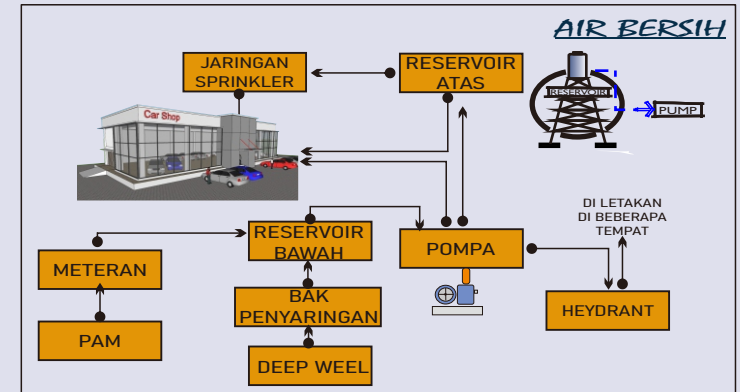 AIR BERSIH
JARINGAN
SPRINKLER
RESERVOIR
ATAS
RESERVOIR
PUMP
Car Shop
DI LETAKAN
DI BEBERAPA
TEMPAT
RESERVOIR
BAWAH
POMPA
METERAN
BAK
PENYARINGAN
HEYDRANT
PAM
DEEP WEEL